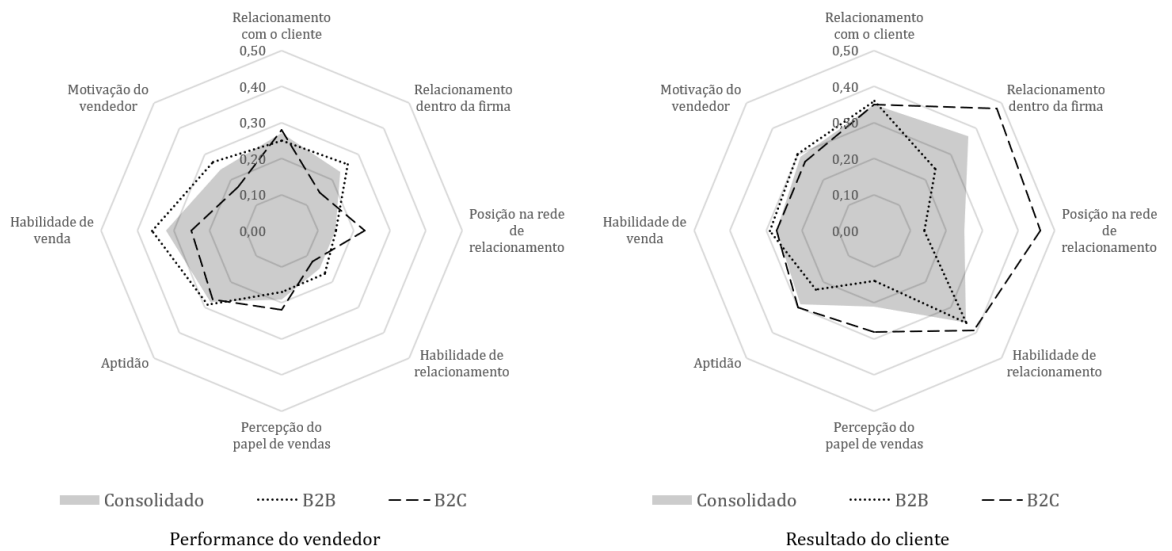 Relacionamento
com o cliente
0,50
0,40
0,30
0,20
0,10
0,00
Relacionamento
dentro da firma
Posição na rede
de
relacionamento
Habilidade de
relacionamento
Percepção do
papel de vendas
Aptidão
Habilidade de
venda
Motivação do
vendedor
Consolidado
B2B
B2C
Performance do vendedor
Relacionamento
com o cliente
0,50
0,40
0,30
0,20
0,10
0,00
Relacionamento
dentro da firma
Posição na rede
de
relacionamento
Habilidade de
relacionamento
Percepção do
papel de vendas
Aptidão
Habilidade de
venda
Motivação do
vendedor
Consolidado
B2B
B2C
Resultado do cliente